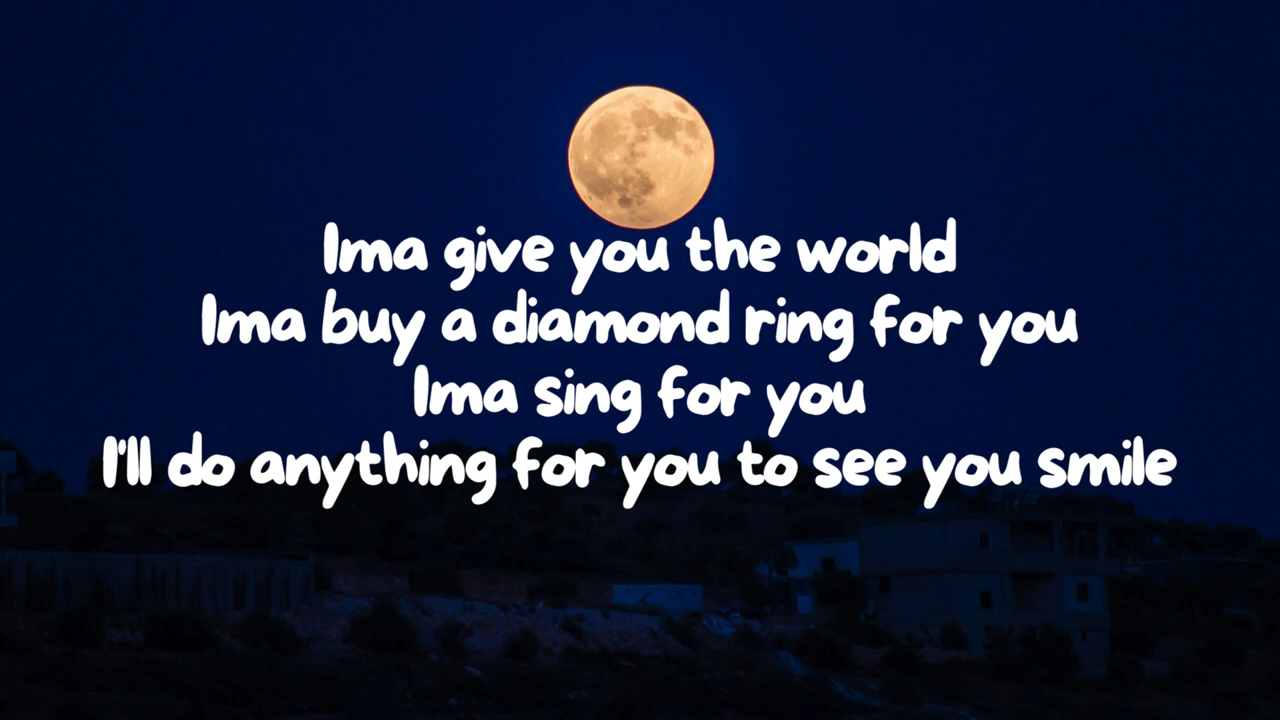 Ima give you the world
Ima buy a diamond ring for you
Ima sing for you
I'll do anything for you to see you smile